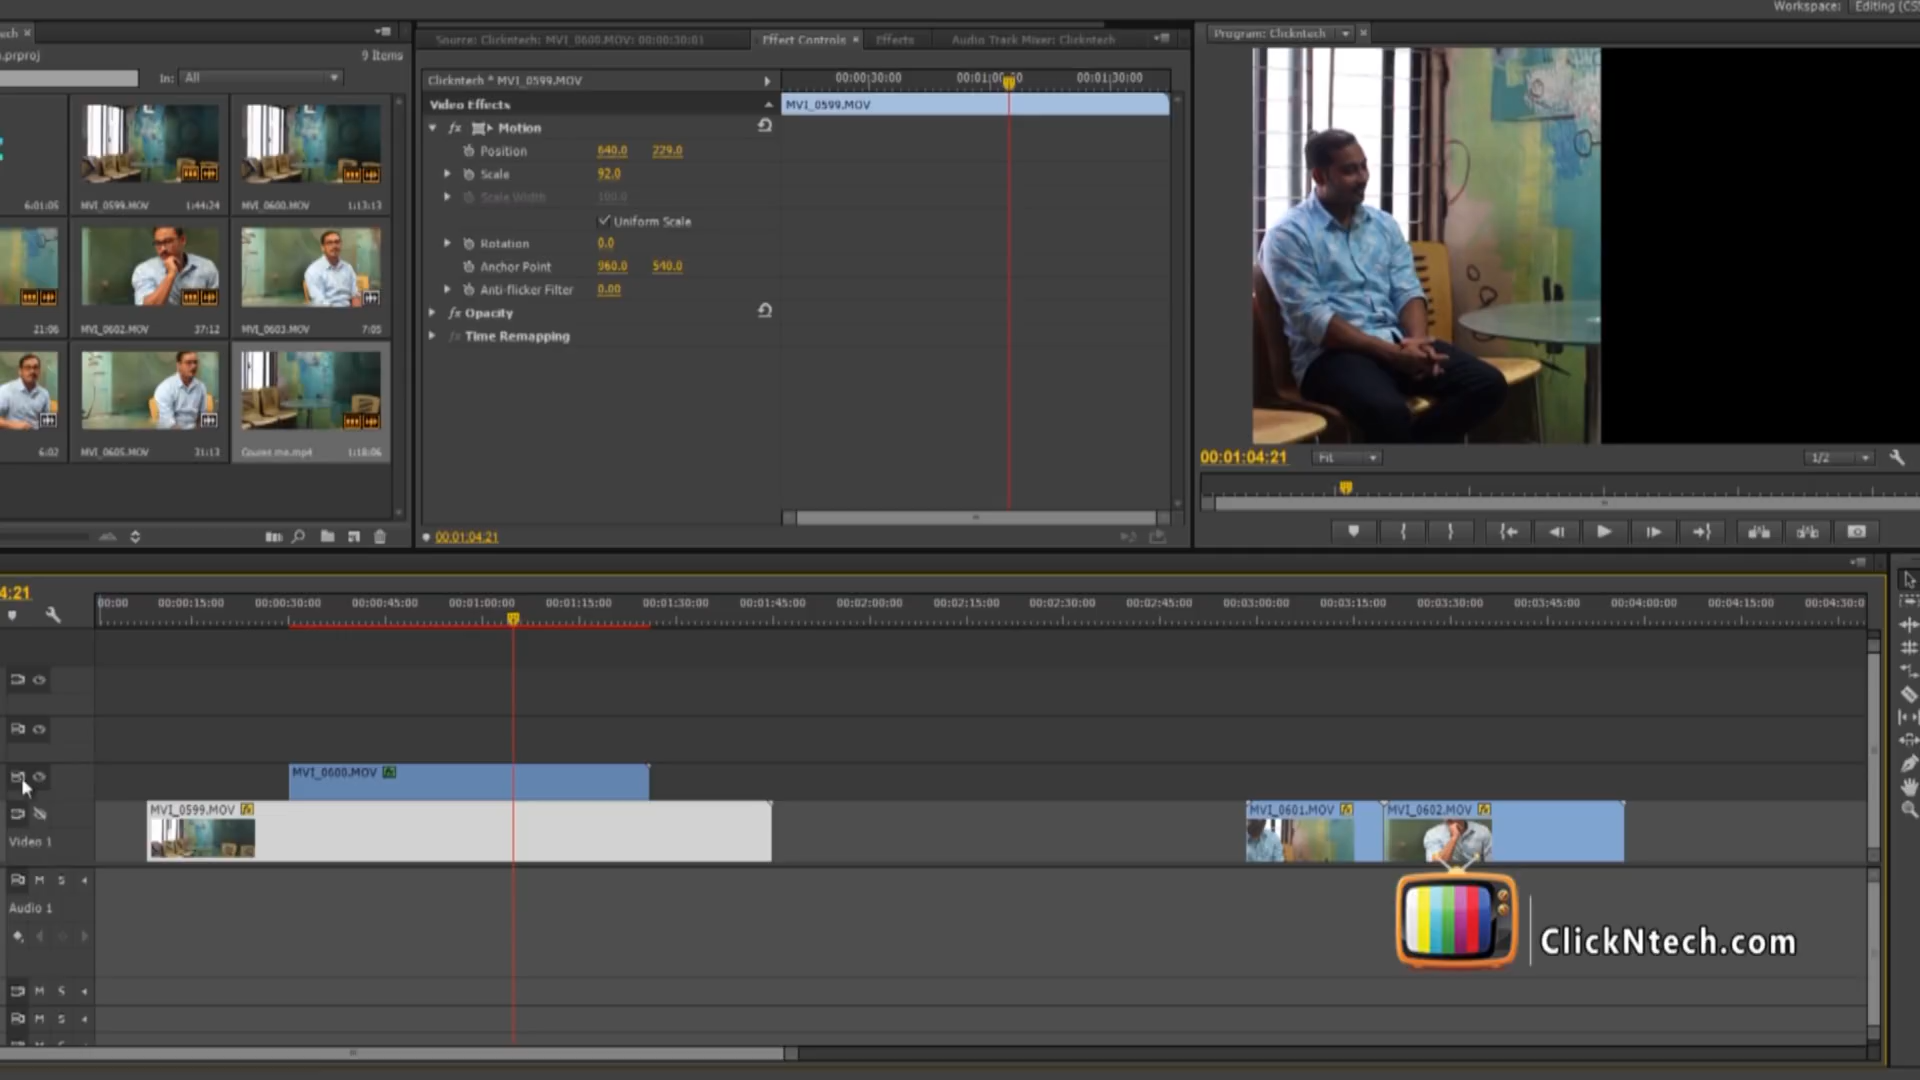 Workspace: Editing (CS
ech ×
.prproj
9 Items
In: All
6:01:05
MVI_0599.MOV 1:44:24
MVI_0600.MOV 1:13:13
21:06
MVI_0602.MOV 37:12
MVI_0603.MOV 7:05
6:02
MVI_0605.MOV 31:13
1:18:06
Source: Clickntech: MVI_0600.MOV: 00:00:30:01
Effect Controls ×
Effects
Audio Track Mixer: Clickntech
Clickntech * MVI_0599.MOV
00:00:30:00
00:01:30:00
Video Effects
MVI_0599.MOV
fx Motion
Position 640.0 229.0
Scale 92.0
Scale Width 100.0
Uniform Scale
Rotation 0.0
Anchor Point 960.0 540.0
Anti-flicker Filter 0.00
fx Opacity
fx Time Remapping
00:01:04:21
Program: Clickntech ×
00:01:04:21 Fit 1/2
4:21
00:00 00:00:15:00 00:00:30:00 00:00:45:00 00:01:00:00 00:01:15:00 00:01:30:00 00:01:45:00 00:02:00:00 00:02:15:00 00:02:30:00 00:02:45:00 00:03:00:00 00:03:15:00 00:03:30:00 00:03:45:00 00:04:00:00 00:04:15:00 00:04:30:0
MVI_0600.MOV fx
MVI_0599.MOV fx
MVI_0601.MOV fx
MVI_0602.MOV fx
Video 1
M S
Audio 1
M S
M S
ClickNtech.com